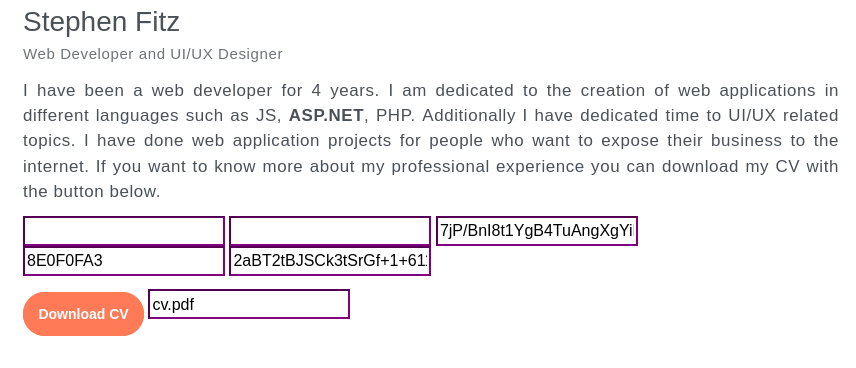 Stephen Fitz
Web Developer and UI/UX Designer
I have been a web developer for 4 years. I am dedicated to the creation of web applications in
different languages such as JS, ASP.NET, PHP. Additionally I have dedicated time to UI/UX related
topics. I have done web application projects for people who want to expose their business to the
internet. If you want to know more about my professional experience you can download my CV with
the button below.
7jP/BnI8t1YgB4TuAngXgYi
8E0F0FA3 2aBT2tBJSCk3tSrGf+1+61
Download CV cv.pdf